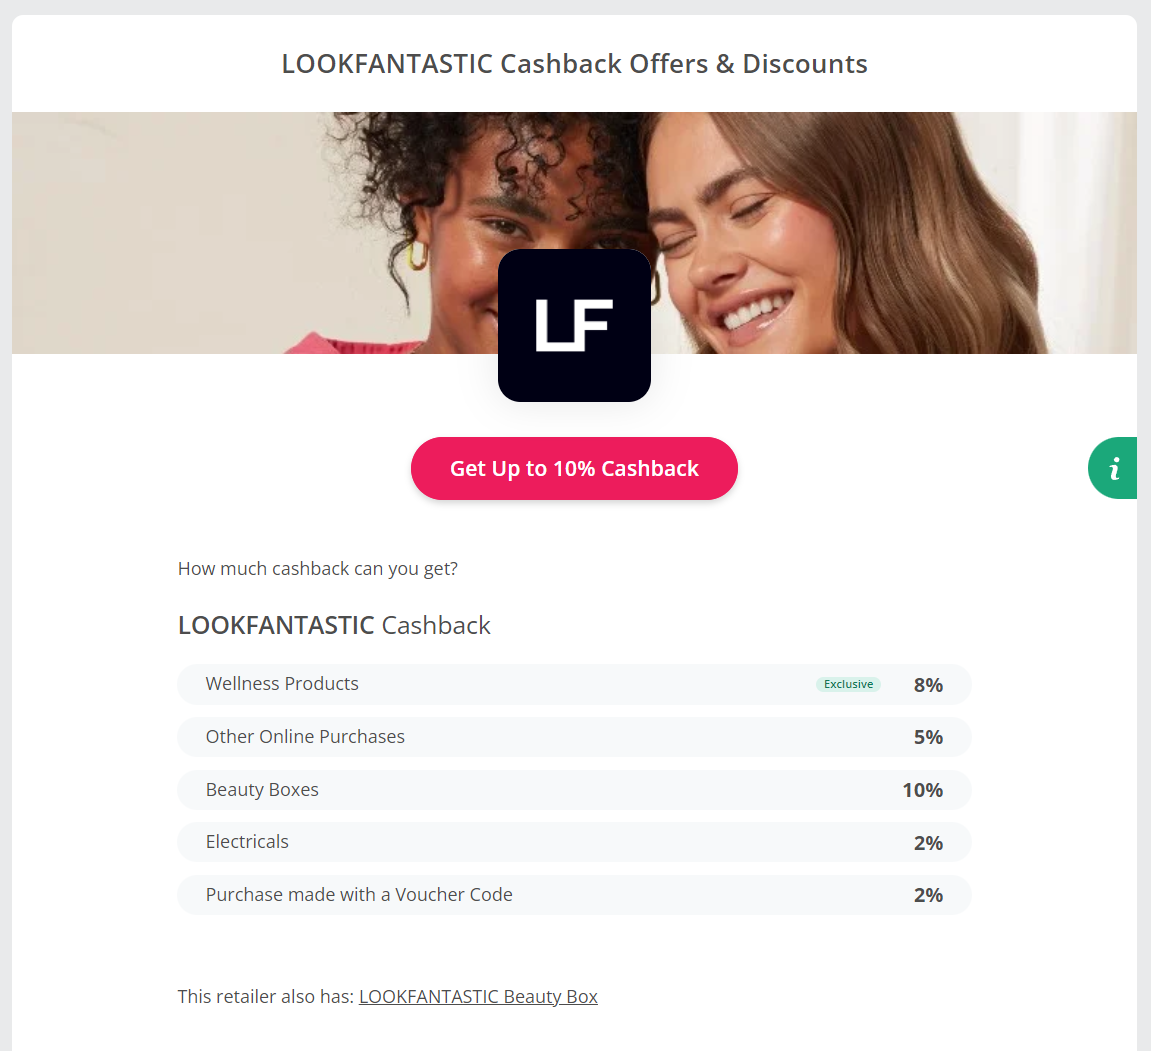 LOOKFANTASTIC Cashback Offers & Discounts
LF
Get Up to 10% Cashback
i
How much cashback can you get?
LOOKFANTASTIC Cashback
Wellness Products Exclusive 8%
Other Online Purchases 5%
Beauty Boxes 10%
Electricals 2%
Purchase made with a Voucher Code 2%
This retailer also has: LOOKFANTASTIC Beauty Box